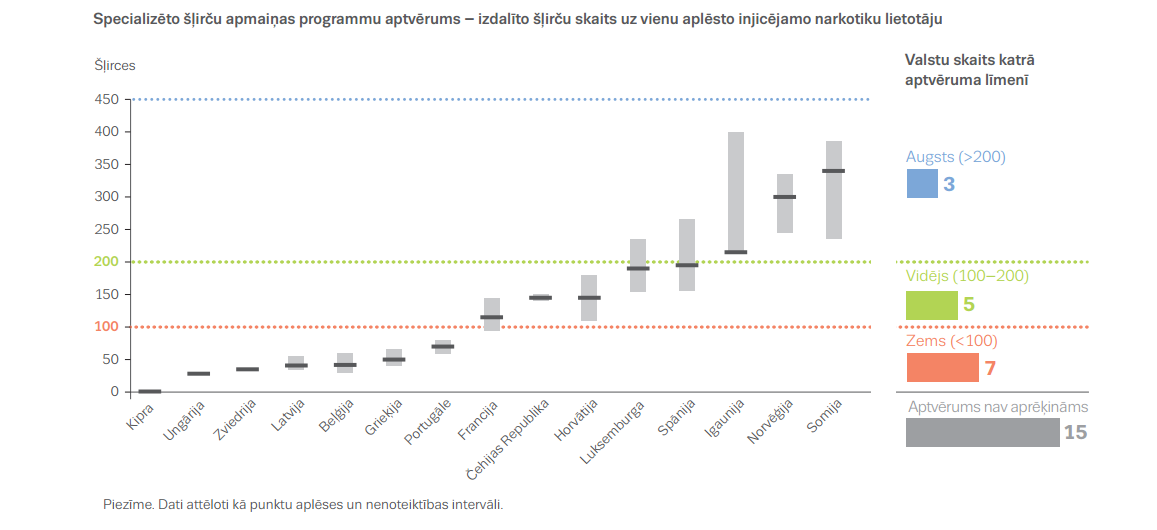 Specializēto šļirču apmaiņas programmu aptvērums – izdalīto šļirču skaits uz vienu aplēsto injicējamo narkotiku lietotāju
Šļirces
450
400
350
300
250
200
150
100
50
0
Kipra
Ungārija
Zviedrija
Latvija
Beļģija
Grieķija
Portugāle
Francija
Čehijas Republika
Horvātija
Luksemburga
Spānija
Igaunija
Norvēģija
Somija
Valstu skaits katrā
aptvēruma līmenī
Augsts (>200)
3
Vidējs (100–200)
5
Zems (<100)
7
Aptvērums nav aprēķināms
15
Piezīme. Dati attēloti kā punktu aplēses un nenoteiktības intervāli.